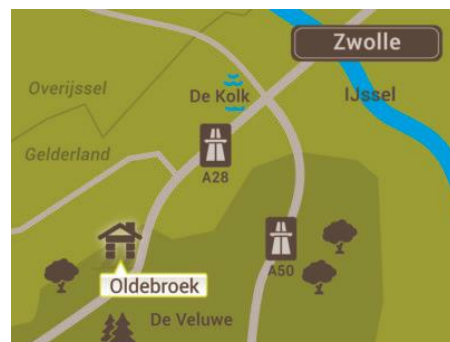 Zwolle
Overijssel
De Kolk
IJssel
Gelderland
A28
A50
Oldebroek
De Veluwe